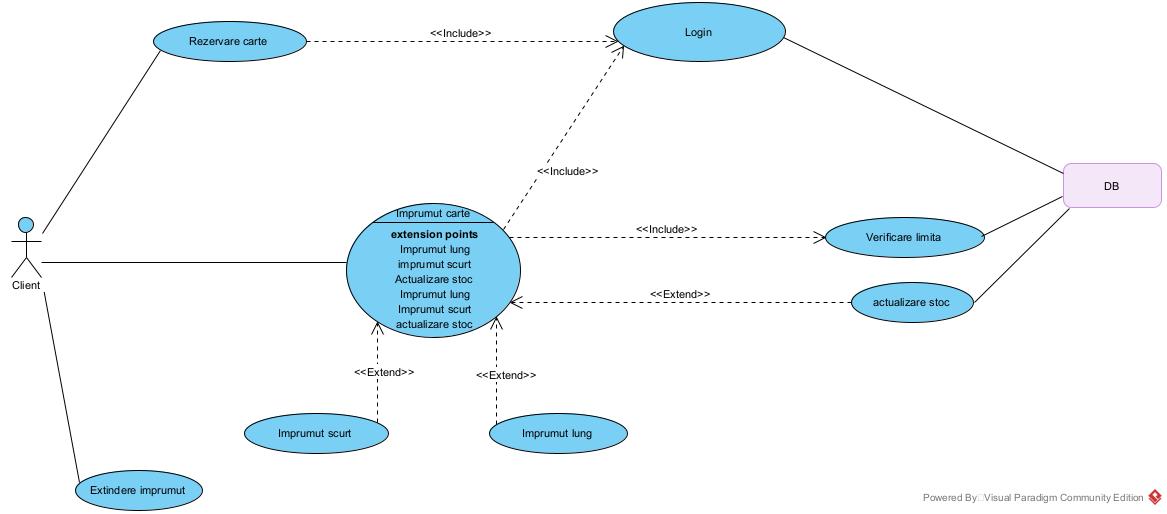 Rezervare carte
<<Include>>
Login
<<Include>>
DB
Imprumut carte
extension points
Imprumut lung
imprumut scurt
Actualizare stoc
Imprumut lung
Imprumut scurt
actualizare stoc
<<Include>>
Verificare limita
Client
<<Extend>>
actualizare stoc
<<Extend>>
<<Extend>>
Imprumut scurt
Imprumut lung
Extindere imprumut
Powered By Visual Paradigm Community Edition